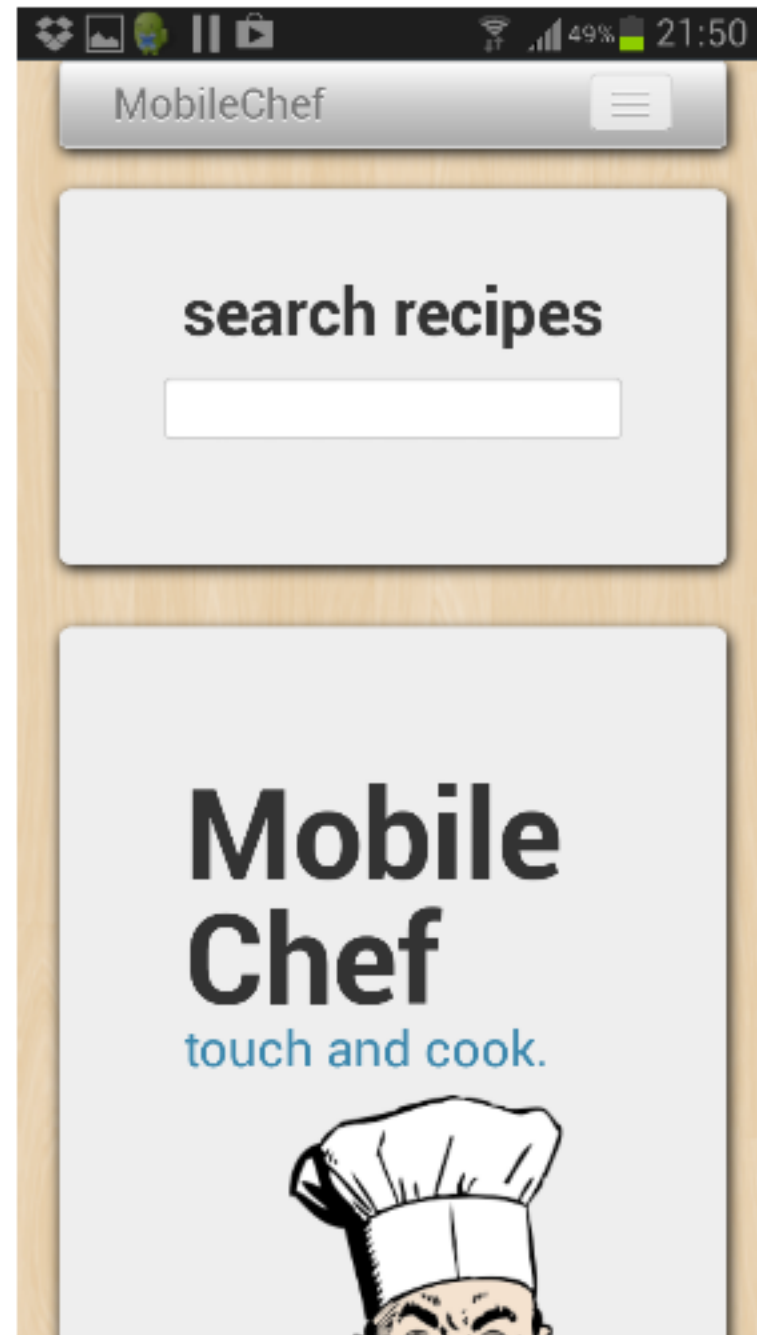 49% 21:50
MobileChef
search recipes
Mobile
Chef
touch and cook.